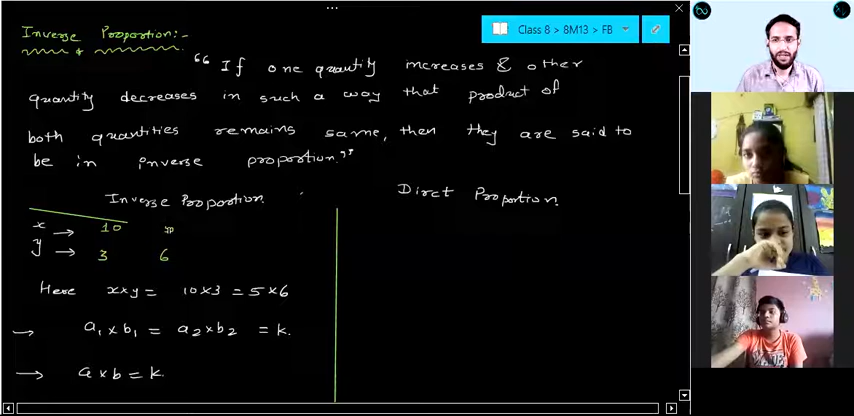 Inverse Proportion:-
Class 8 > 8M13 > FB
"If one quantity increases & other
quantity decreases in such a way that product of
both quantities remains same, then they are said to
be in inverse proportion."
Inverse Proportion
Dirct Proportion
x → 10
y → 3 6
Here x×y = 10×3 = 5×6
→ a₁×b₁ = a₂×b₂ = k.
→ a×b = k.